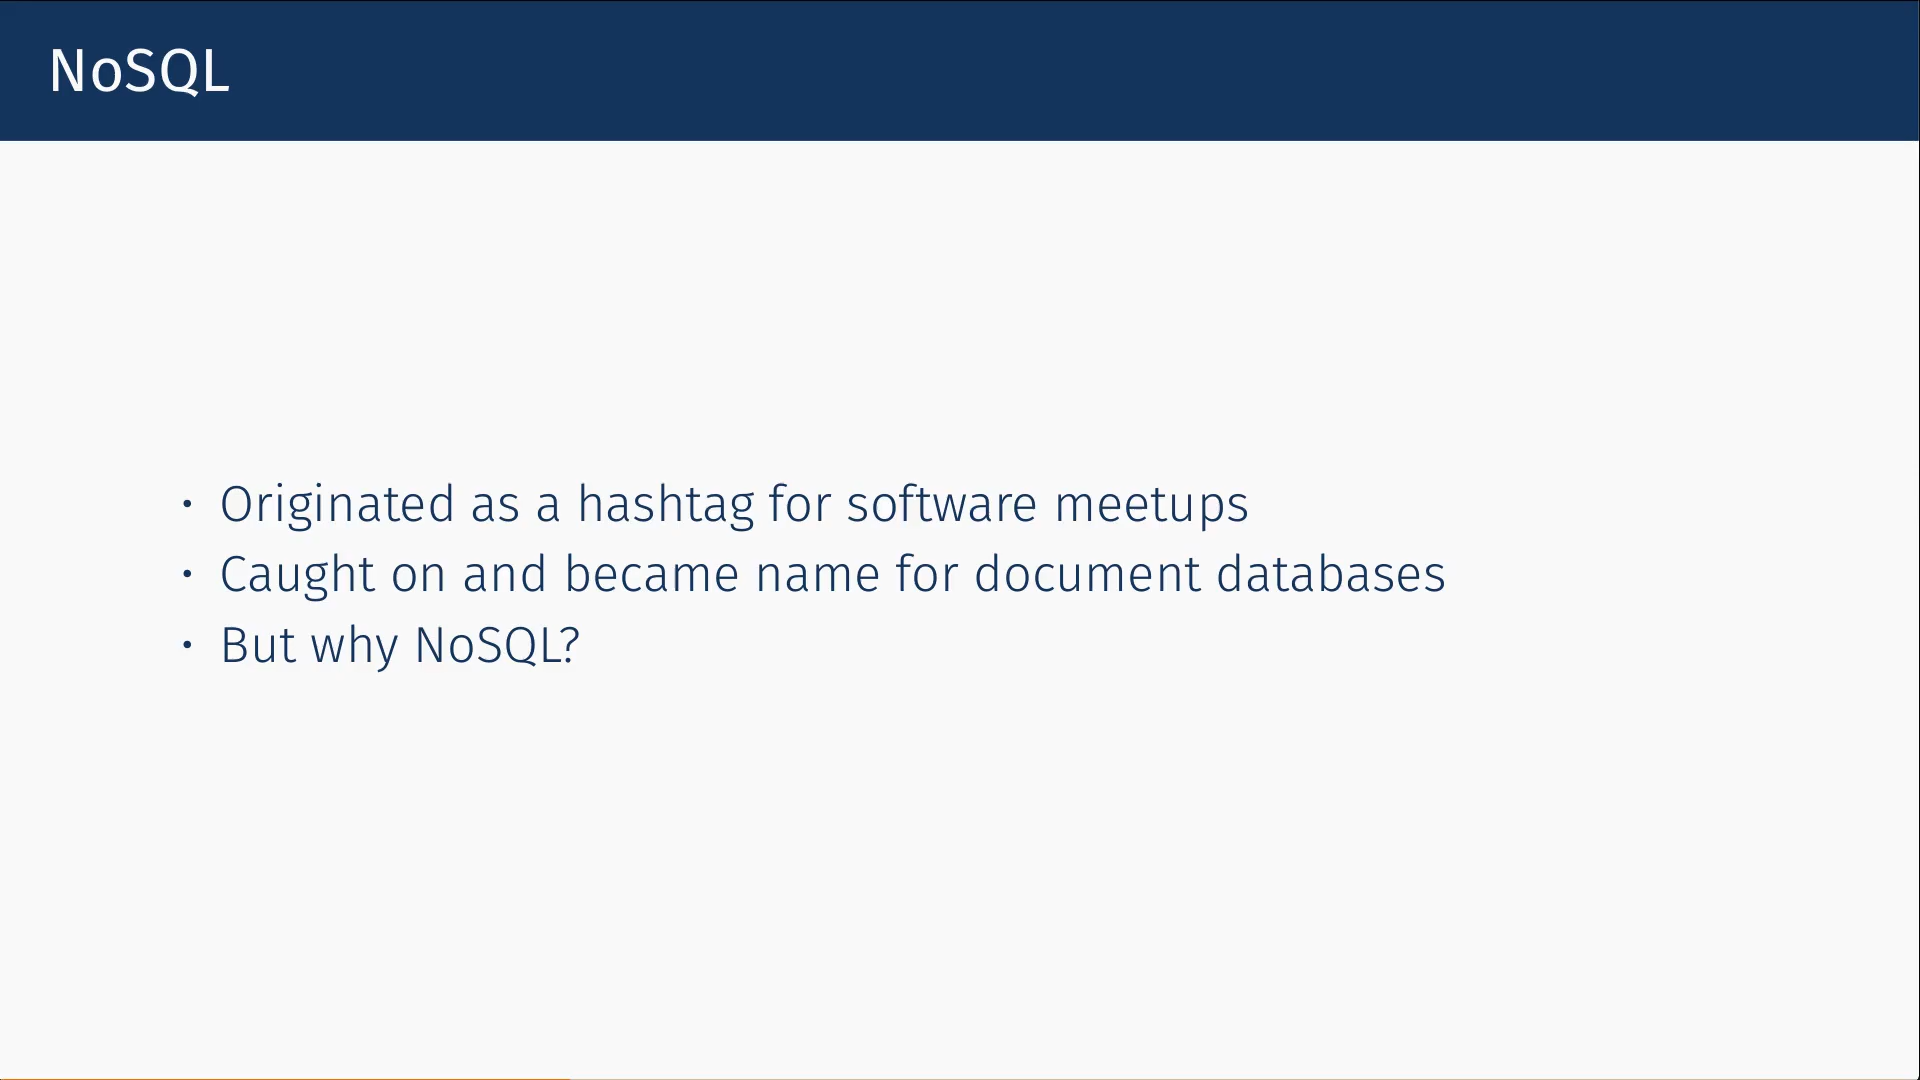 NoSQL
• Originated as a hashtag for software meetups
• Caught on and became name for document databases
• But why NoSQL?